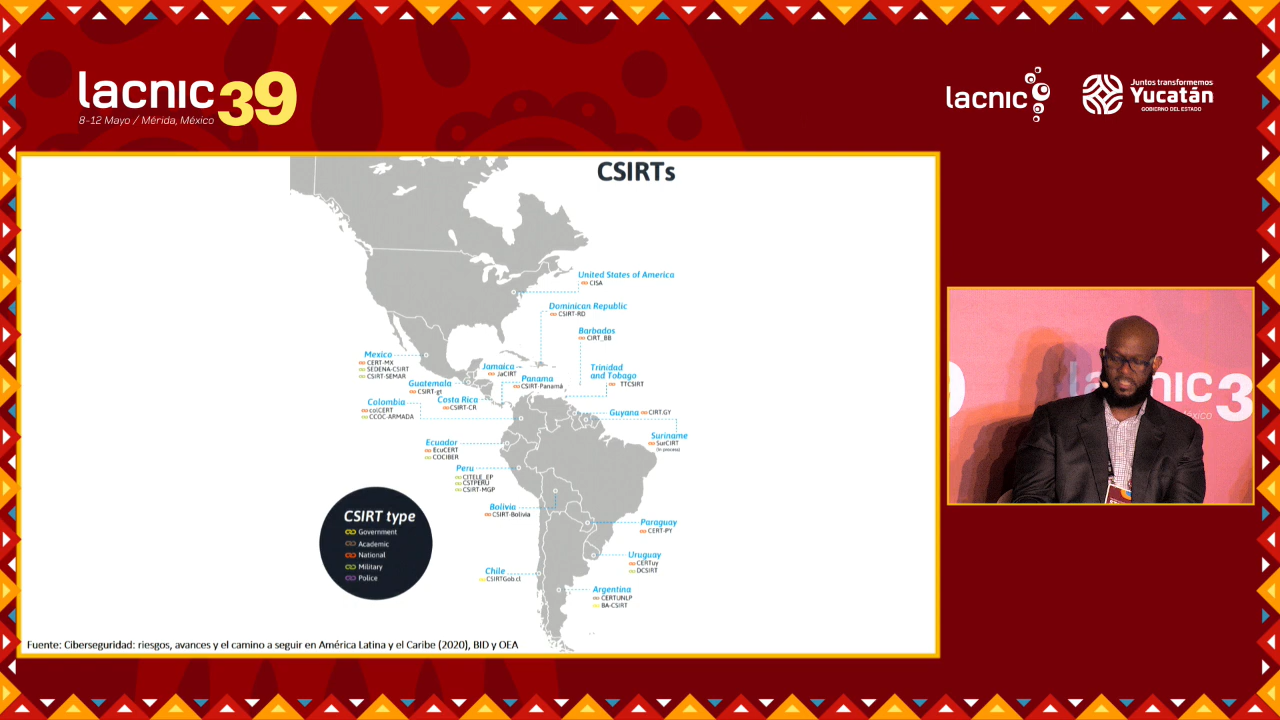 lacnic39
8-12 Mayo / Mérida, México
lacnic
Juntos transformemos
Yucatán
GOBIERNO DEL ESTADO
CSIRTs
United States of America
CISA
Dominican Republic
CSIRT-RD
Barbados
CIRT_BB
Mexico
CERT-MX
SEDENA-CSIRT
CSIRT-SEMAR
Jamaica
JaCIRT
Trinidad
and Tobago
TTCSIRT
Guatemala
CSIRT-gt
Panama
CSIRT-Panamá
Costa Rica
CSIRT-CR
Colombia
colCERT
CCOC-ARMADA
Guyana CIRT.GY
Suriname
SurCIRT
(In process)
Ecuador
EcuCERT
COCIBER
Peru
CITELE_EP
CSTPERU
CSIRT-MGP
Bolivia
CSIRT-Bolivia
Paraguay
CERT-PY
Uruguay
CERTuy
DCSIRT
Chile
CSIRTGob.cl
Argentina
CERTUNLP
BA-CSIRT
CSIRT type
Government
Academic
National
Military
Police
Fuente: Ciberseguridad: riesgos, avances y el camino a seguir en América Latina y el Caribe (2020), BID y OEA